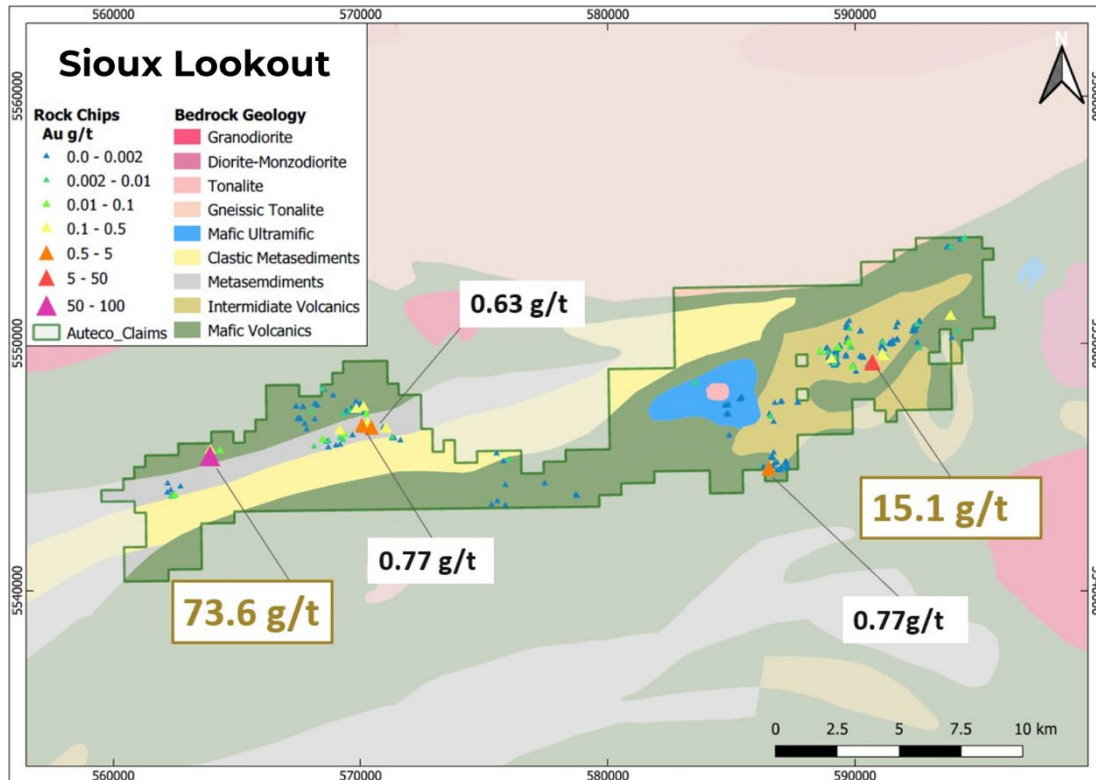 560000 570000 580000 590000
Sioux Lookout
N
Rock Chips
Au g/t
0.0 - 0.002
0.002 - 0.01
0.01 - 0.1
0.1 - 0.5
0.5 - 5
5 - 50
50 - 100
Auteco_Claims
Bedrock Geology
Granodiorite
Diorite-Monzodiorite
Tonalite
Gneissic Tonalite
Mafic Ultramific
Clastic Metasediments
Metasemdiments
Intermidiate Volcanics
Mafic Volcanics
5560000
5560000
0.63 g/t
5550000
5550000
15.1 g/t
0.77 g/t
73.6 g/t
0.77g/t
5540000
5540000
0 2.5 5 7.5 10 km
560000 570000 580000 590000